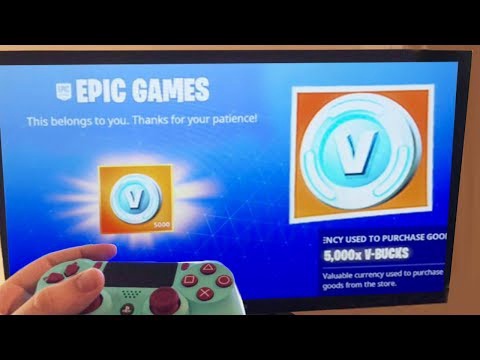 EPIC GAMES
This belongs to you. Thanks for your patience!
V
5000
V
ENCY USED TO PURCHASE GOO
5,000x V-BUCKS
Valuable currency used to purchase
goods from the store.